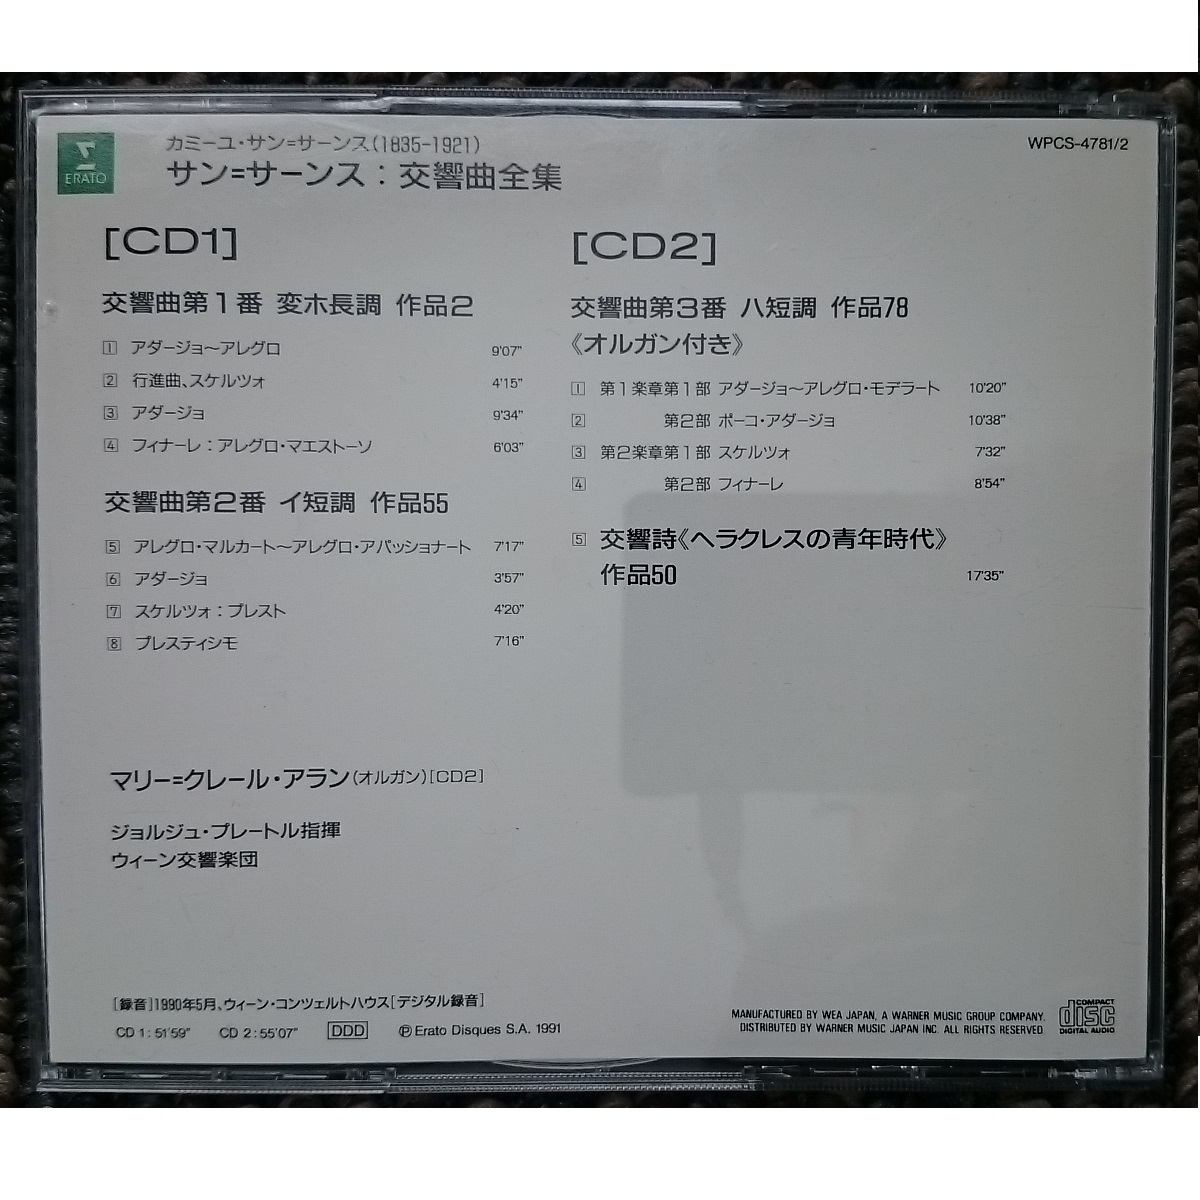 ERATO
カミーユ・サン=サーンス(1835-1921)
サン=サーンス：交響曲全集
WPCS-4781/2
[CD1]
交響曲第1番 変ホ長調 作品2
1 アダージョ〜アレグロ 9'07"
2 行進曲、スケルツォ 4'15"
3 アダージョ 9'34"
4 フィナーレ：アレグロ・マエストーソ 6'03"
交響曲第2番 イ短調 作品55
5 アレグロ・マルカート〜アレグロ・アパッショナート 7'17"
6 アダージョ 3'57"
7 スケルツォ：プレスト 4'20"
8 プレスティシモ 7'16"
[CD2]
交響曲第3番 ハ短調 作品78
《オルガン付き》
1 第1楽章第1部 アダージョ〜アレグロ・モデラート 10'20"
2 第2部 ポーコ・アダージョ 10'38"
3 第2楽章第1部 スケルツォ 7'32"
4 第2部 フィナーレ 8'54"
5 交響詩《ヘラクレスの青年時代》
作品50 17'35"
マリー=クレール・アラン(オルガン)[CD2]
ジョルジュ・プレートル指揮
ウィーン交響楽団
[録音]1990年5月、ウィーン・コンツェルトハウス[デジタル録音]
CD 1:51'59" CD 2:55'07" DDD ℗Erato Disques S.A. 1991
MANUFACTURED BY WEA JAPAN, A WARNER MUSIC GROUP COMPANY.
DISTRIBUTED BY WARNER MUSIC JAPAN INC. ALL RIGHTS RESERVED.
COMPACT
disc
DIGITAL AUDIO